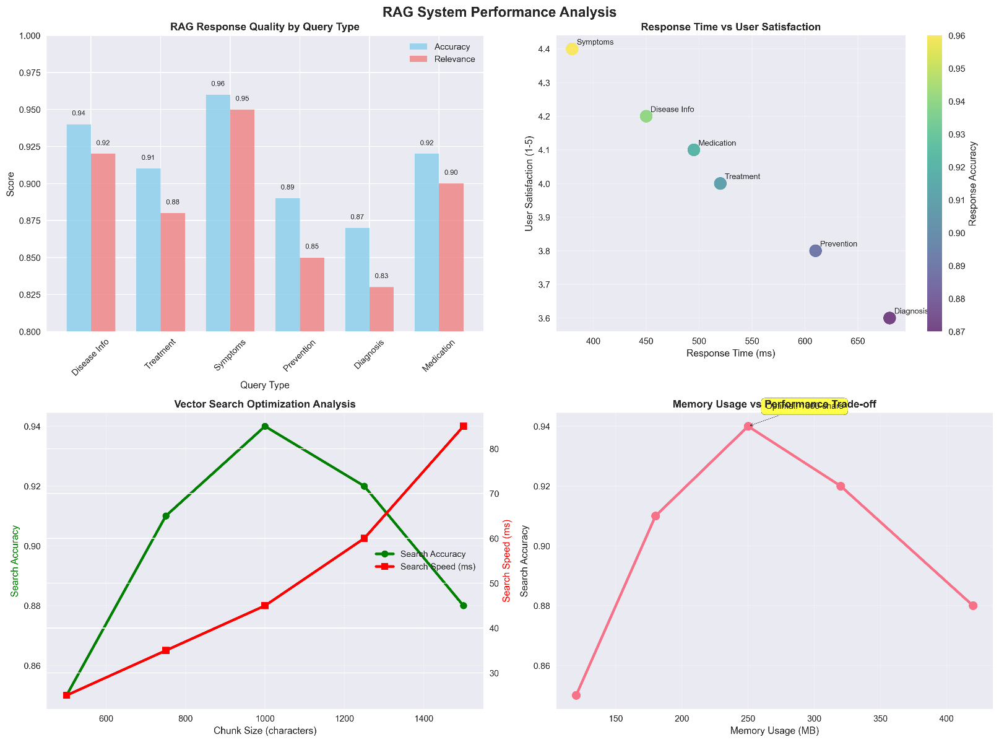 RAG System Performance Analysis
RAG Response Quality by Query Type
1.000
0.975
0.950
0.925
0.900
0.875
0.850
0.825
0.800
Score
Accuracy
Relevance
0.94
0.92
0.91
0.88
0.96
0.95
0.89
0.85
0.87
0.83
0.92
0.90
Disease Info
Treatment
Symptoms
Prevention
Diagnosis
Medication
Query Type
Response Time vs User Satisfaction
4.4
4.3
4.2
4.1
4.0
3.9
3.8
3.7
3.6
User Satisfaction (1-5)
Symptoms
Disease Info
Medication
Treatment
Prevention
Diagnosis
400
450
500
550
600
650
Response Time (ms)
0.96
0.95
0.94
0.93
0.92
0.91
0.90
0.89
0.88
0.87
Response Accuracy
Vector Search Optimization Analysis
0.94
0.92
0.90
0.88
0.86
Search Accuracy
Search Accuracy
Search Speed (ms)
80
70
60
50
40
30
Search Speed (ms)
600
800
1000
1200
1400
Chunk Size (characters)
Memory Usage vs Performance Trade-off
Optimal: 1000 chars
0.94
0.92
0.90
0.88
0.86
Search Accuracy
150
200
250
300
350
400
Memory Usage (MB)